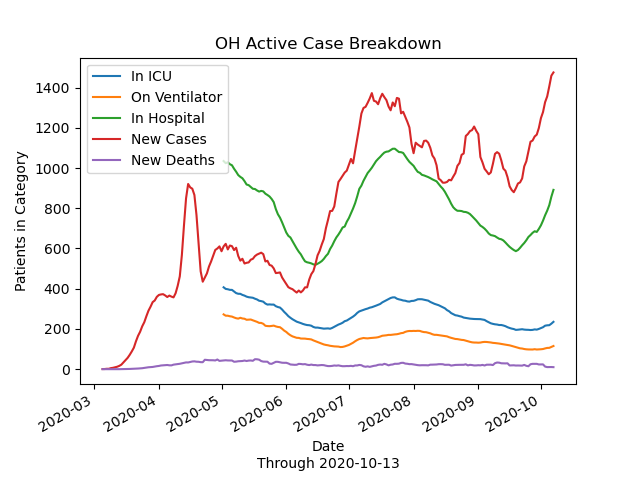 OH Active Case Breakdown
In ICU
On Ventilator
In Hospital
New Cases
New Deaths
Patients in Category
1400
1200
1000
800
600
400
200
0
2020-03
2020-04
2020-05
2020-06
2020-07
2020-08
2020-09
2020-10
Date
Through 2020-10-13